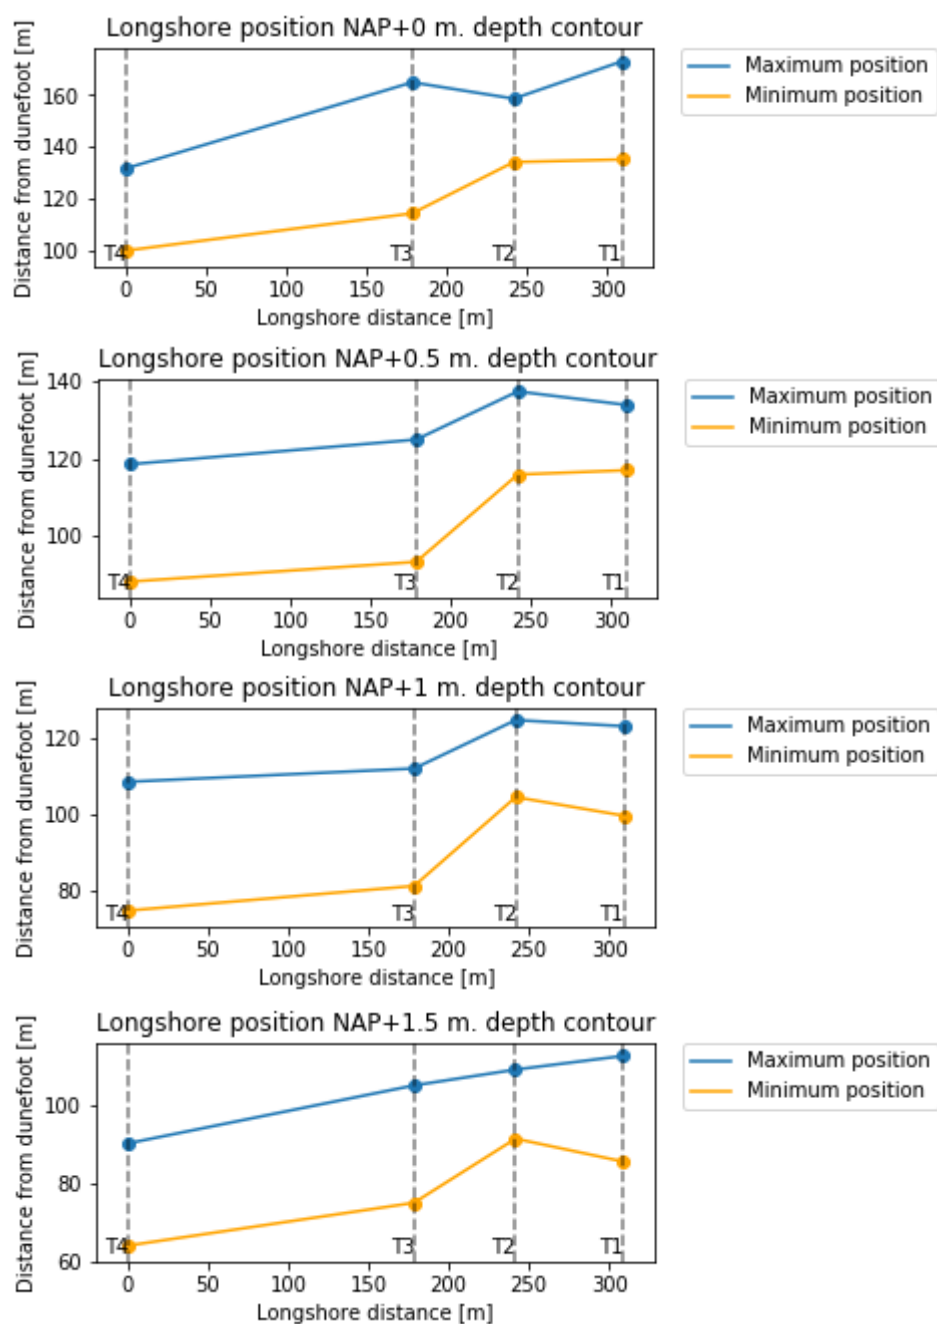 Longshore position NAP+0 m. depth contour
Distance from dunefoot [m]
160
140
120
100
T4
T3
T2
T1
0
50
100
150
200
250
300
Longshore distance [m]
Maximum position
Minimum position
Longshore position NAP+0.5 m. depth contour
Distance from dunefoot [m]
140
120
100
T4
T3
T2
T1
0
50
100
150
200
250
300
Longshore distance [m]
Maximum position
Minimum position
Longshore position NAP+1 m. depth contour
Distance from dunefoot [m]
120
100
80
T4
T3
T2
T1
0
50
100
150
200
250
300
Longshore distance [m]
Maximum position
Minimum position
Longshore position NAP+1.5 m. depth contour
Distance from dunefoot [m]
100
80
60
T4
T3
T2
T1
0
50
100
150
200
250
300
Longshore distance [m]
Maximum position
Minimum position